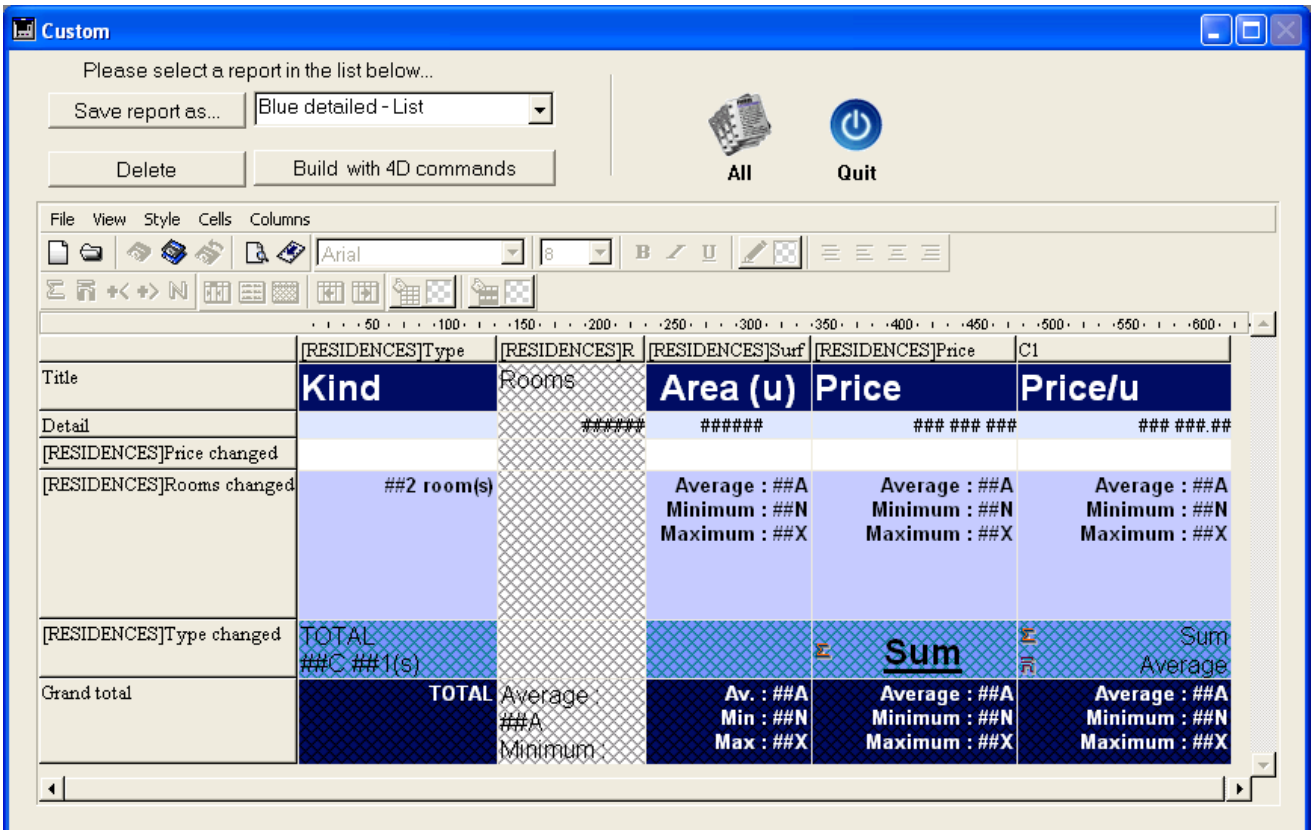 Custom
Please select a report in the list below...
Save report as...
Blue detailed - List
Delete
Build with 4D commands
All
Quit
File View Style Cells Columns
Arial 8 B I U
50 100 150 200 250 300 350 400 450 500 550 600
[RESIDENCES]Type [RESIDENCES]R [RESIDENCES]Surf [RESIDENCES]Price C1
Title Kind Rooms Area (u) Price Price/u
Detail ###### ###### ### ### ### ### ###.##
[RESIDENCES]Price changed
[RESIDENCES]Rooms changed ##2 room(s) Average : ##A Average : ##A Average : ##A
Minimum : ##N Minimum : ##N Minimum : ##N
Maximum : ##X Maximum : ##X Maximum : ##X
[RESIDENCES]Type changed TOTAL Σ Sum Σ Sum
##C ##1(s) n Average
Grand total TOTAL Average : Av. : ##A Average : ##A Average : ##A
##A Min : ##N Minimum : ##N Minimum : ##N
Minimum : Max : ##X Maximum : ##X Maximum : ##X